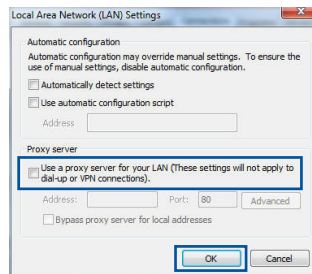 Local Area Network (LAN) Settings
Automatic configuration
Automatic configuration may override manual settings. To ensure the
use of manual settings, disable automatic configuration.
Automatically detect settings
Use automatic configuration script
Address
Proxy server
Use a proxy server for your LAN (These settings will not apply to
dial-up or VPN connections).
Address: Port: 80 Advanced
Bypass proxy server for local addresses
OK Cancel